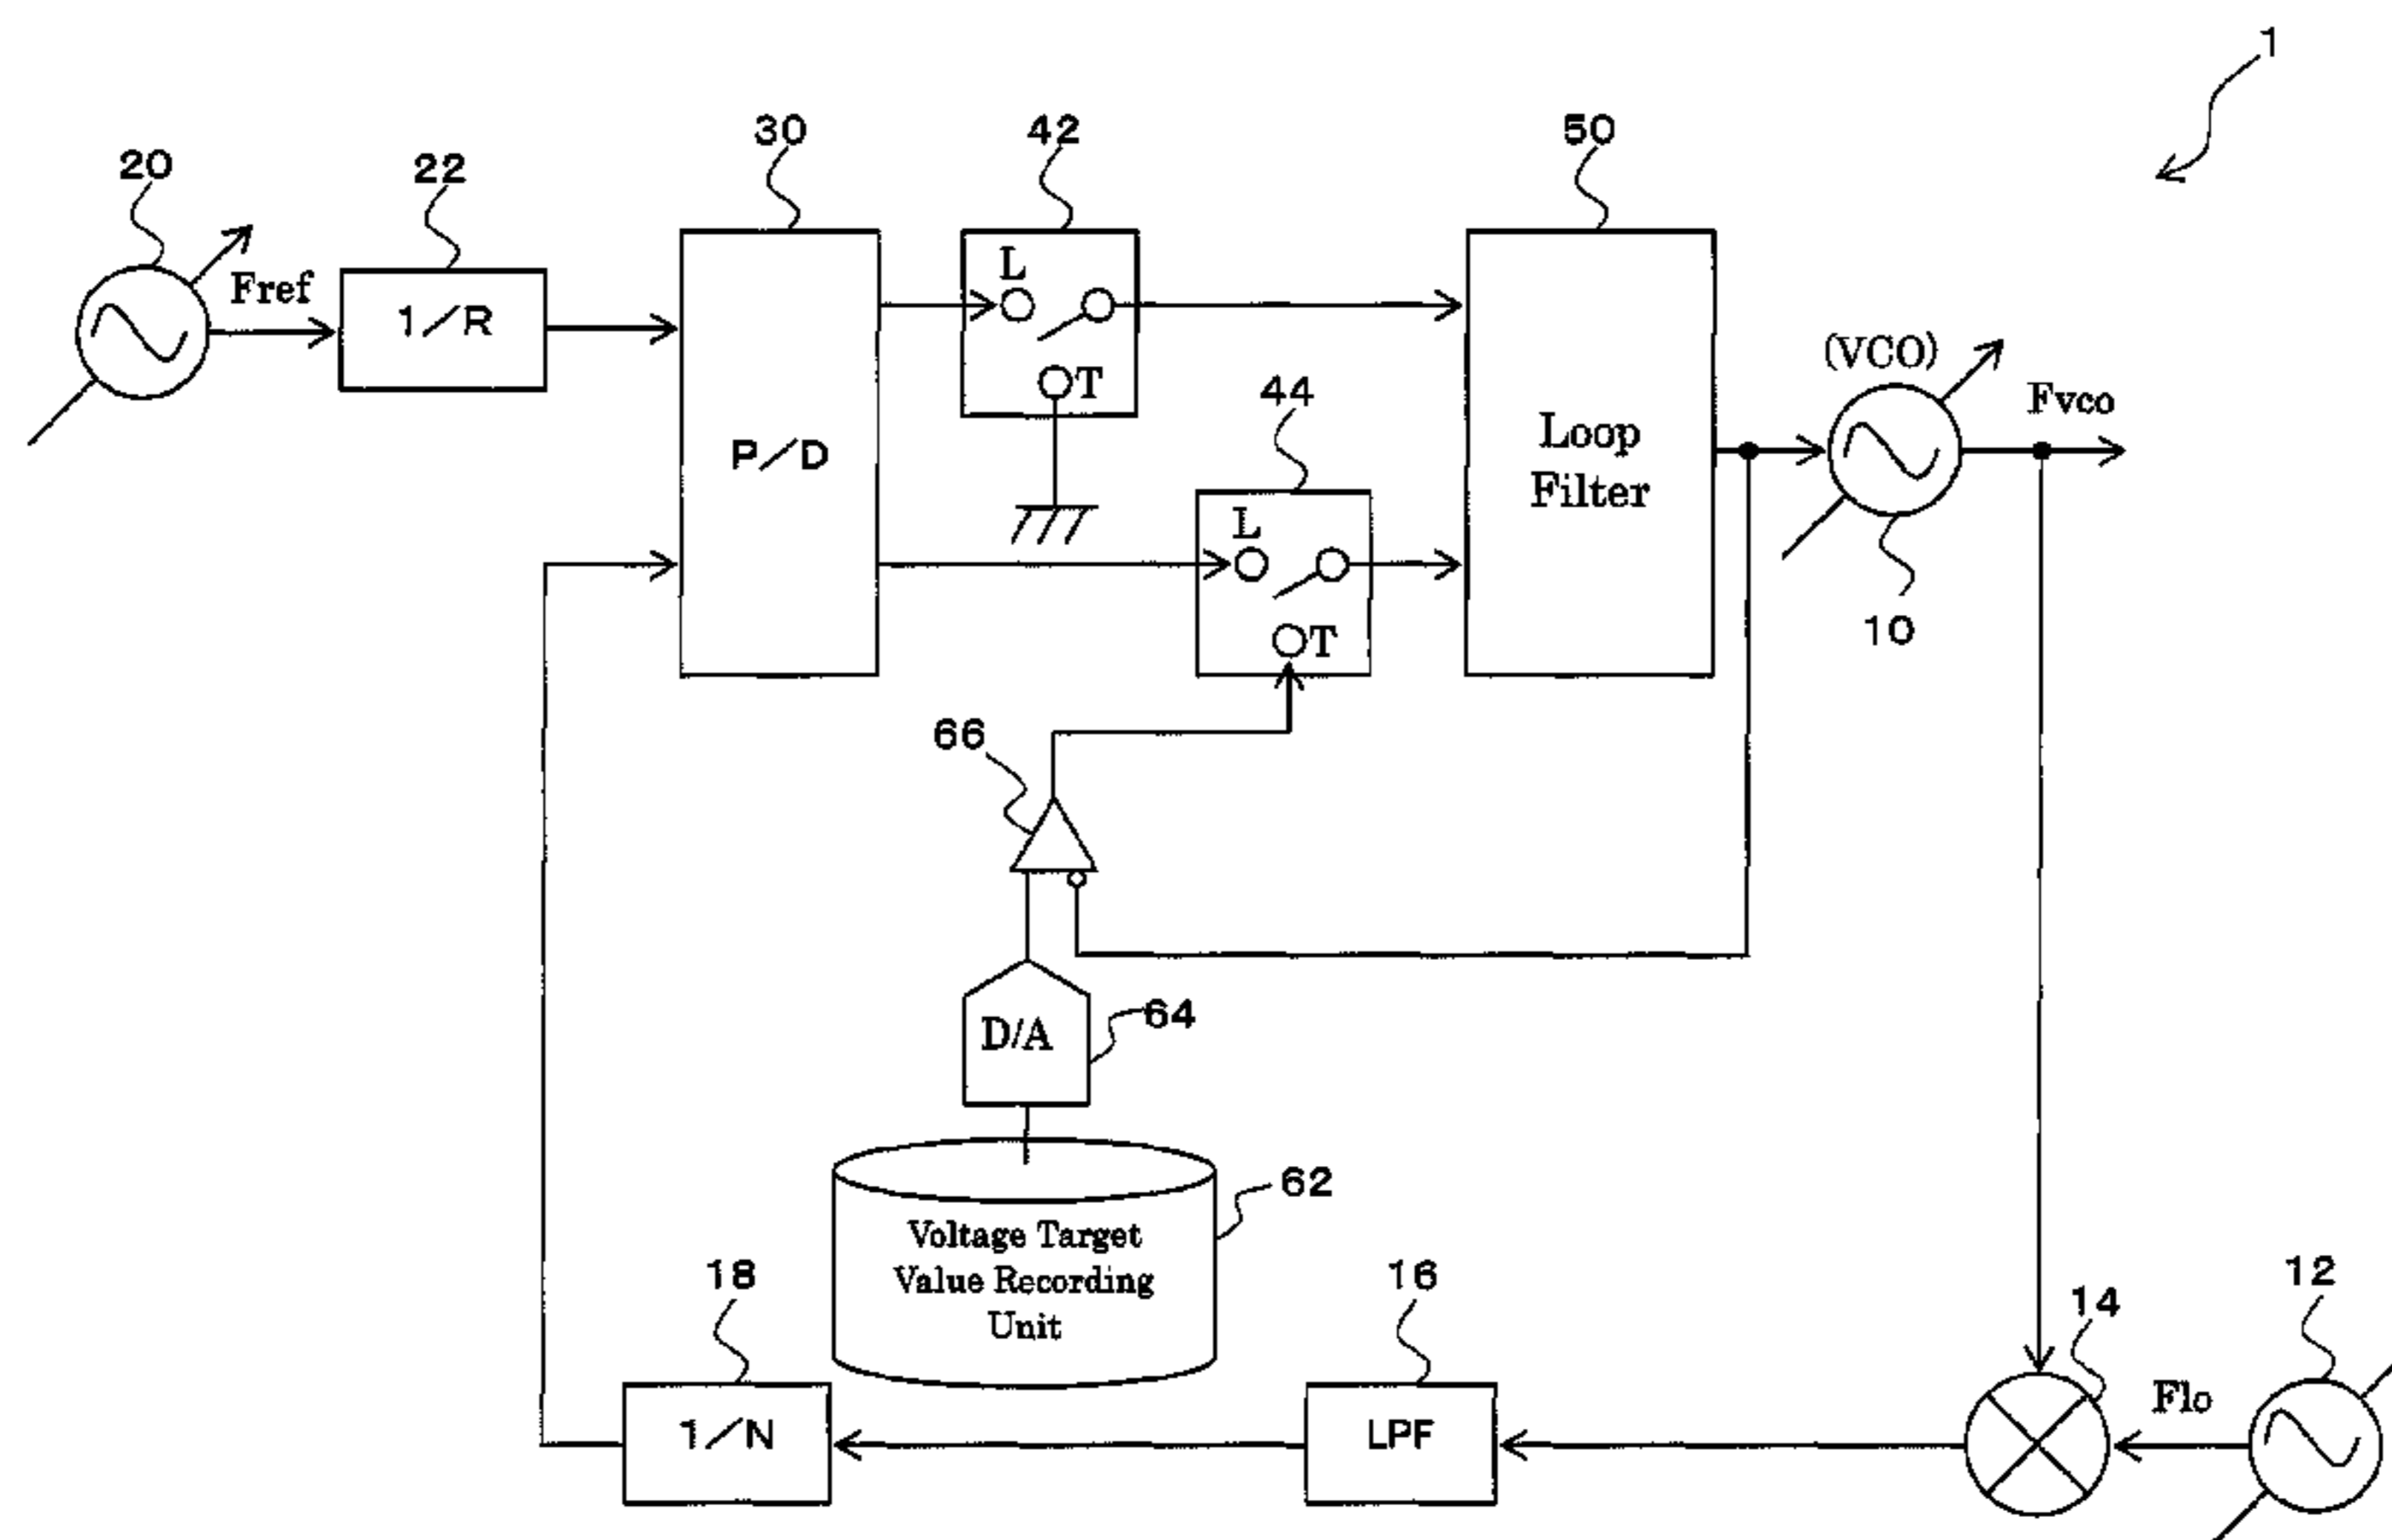 1
20
22
30
42
50
Fref
1/R
L
T
(VCO)
Fvco
P/D
44
Loop
Filter
L
T
10
66
D/A
64
62
Voltage Target
Value Recording
Unit
18
16
14
12
1/N
LPF
Flo